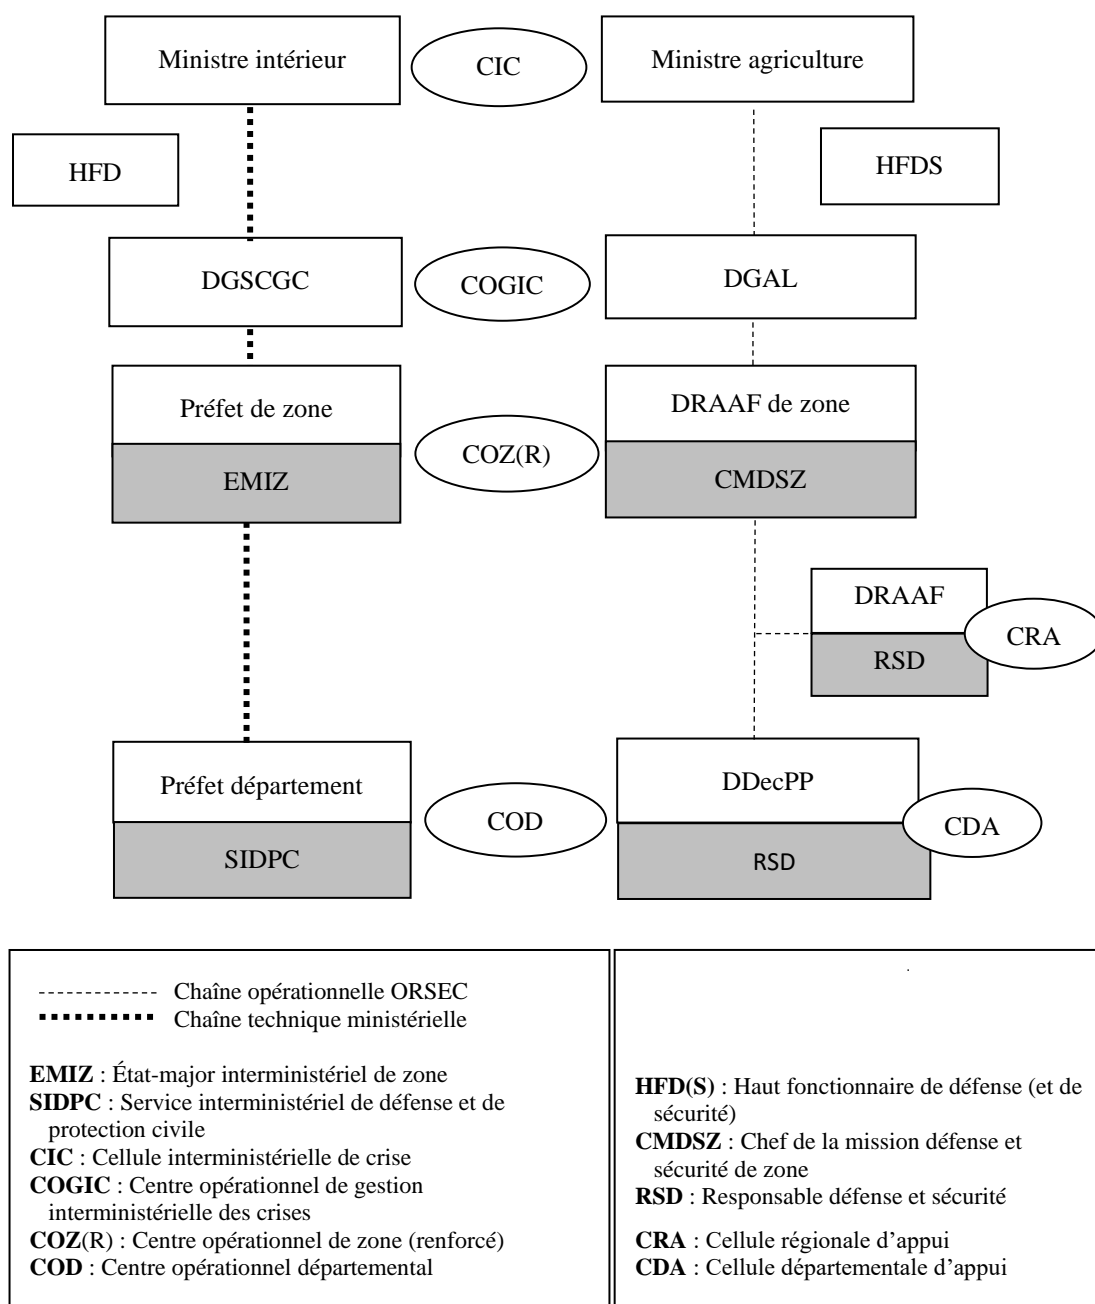 Ministre intérieur
CIC
Ministre agriculture
HFD
HFDS
DGSCGC
COGIC
DGAL
Préfet de zone
DRAAF de zone
COZ(R)
EMIZ
CMDSZ
DRAAF
CRA
RSD
Préfet département
DDecPP
COD
CDA
SIDPC
RSD
Chaîne opérationnelle ORSEC
Chaîne technique ministérielle
EMIZ : État-major interministériel de zone
SIDPC : Service interministériel de défense et de
protection civile
CIC : Cellule interministérielle de crise
COGIC : Centre opérationnel de gestion
interministérielle des crises
COZ(R) : Centre opérationnel de zone (renforcé)
COD : Centre opérationnel départemental
HFD(S) : Haut fonctionnaire de défense (et de
sécurité)
CMDSZ : Chef de la mission défense et
sécurité de zone
RSD : Responsable défense et sécurité
CRA : Cellule régionale d'appui
CDA : Cellule départementale d'appui